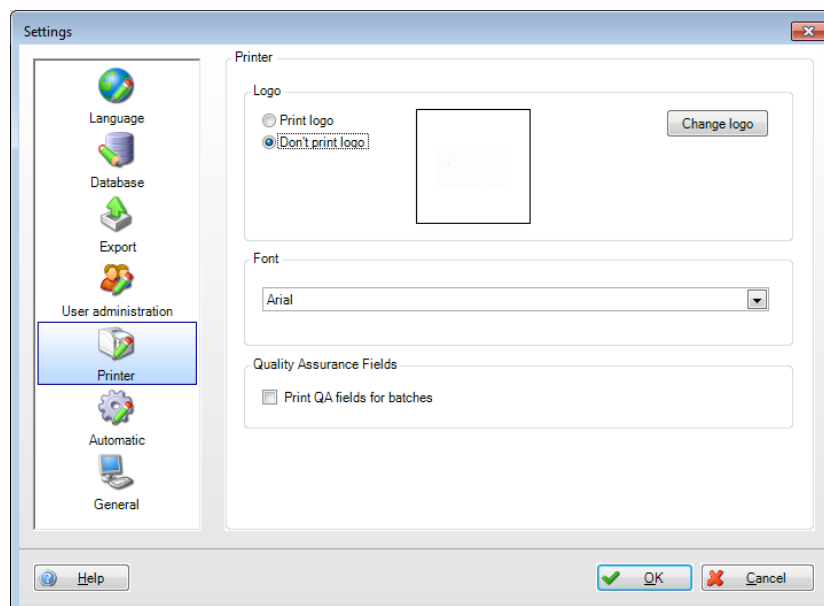 Settings
Language
Database
Export
User administration
Printer
Automatic
General
Printer
Logo
Print logo
Don't print logo
Change logo
Font
Arial
Quality Assurance Fields
Print QA fields for batches
Help
OK
Cancel